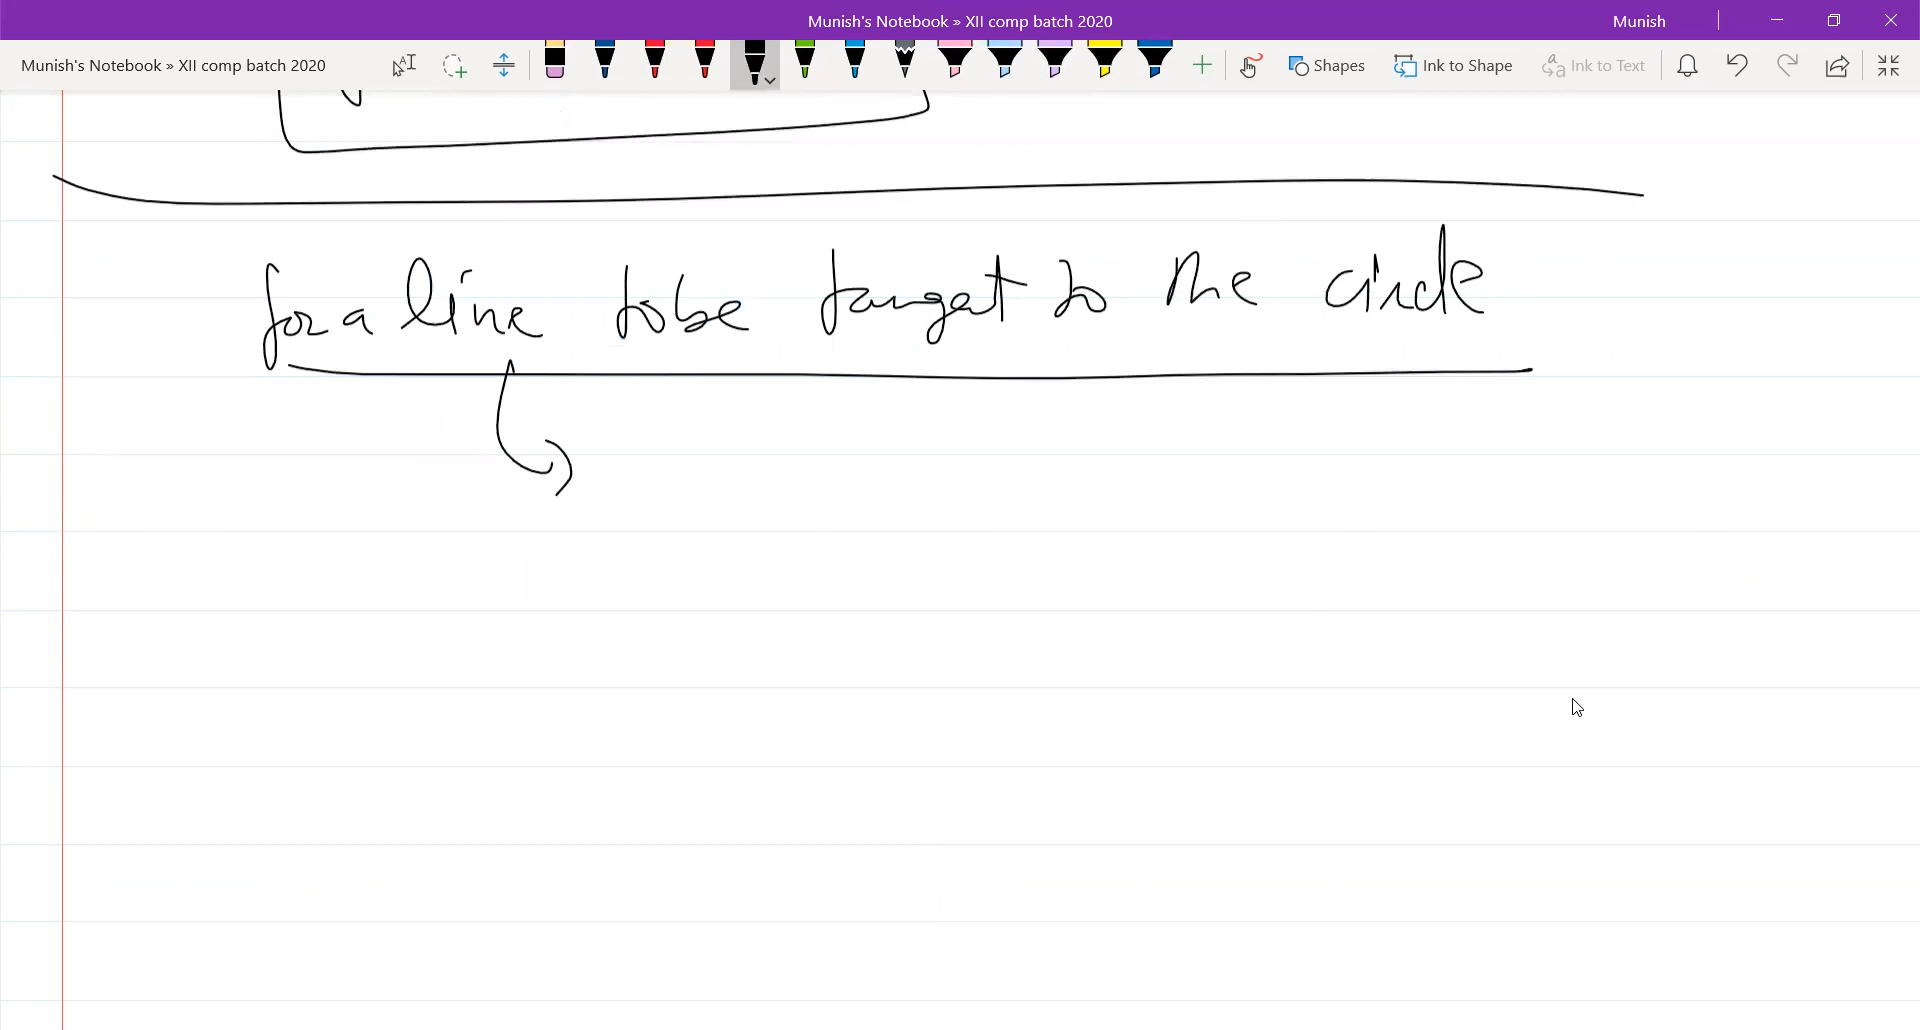 Munish's Notebook » XII comp batch 2020
Munish
Munish's Notebook » XII comp batch 2020
Shapes
Ink to Shape
Ink to Text
for a line to be tangent to the circle